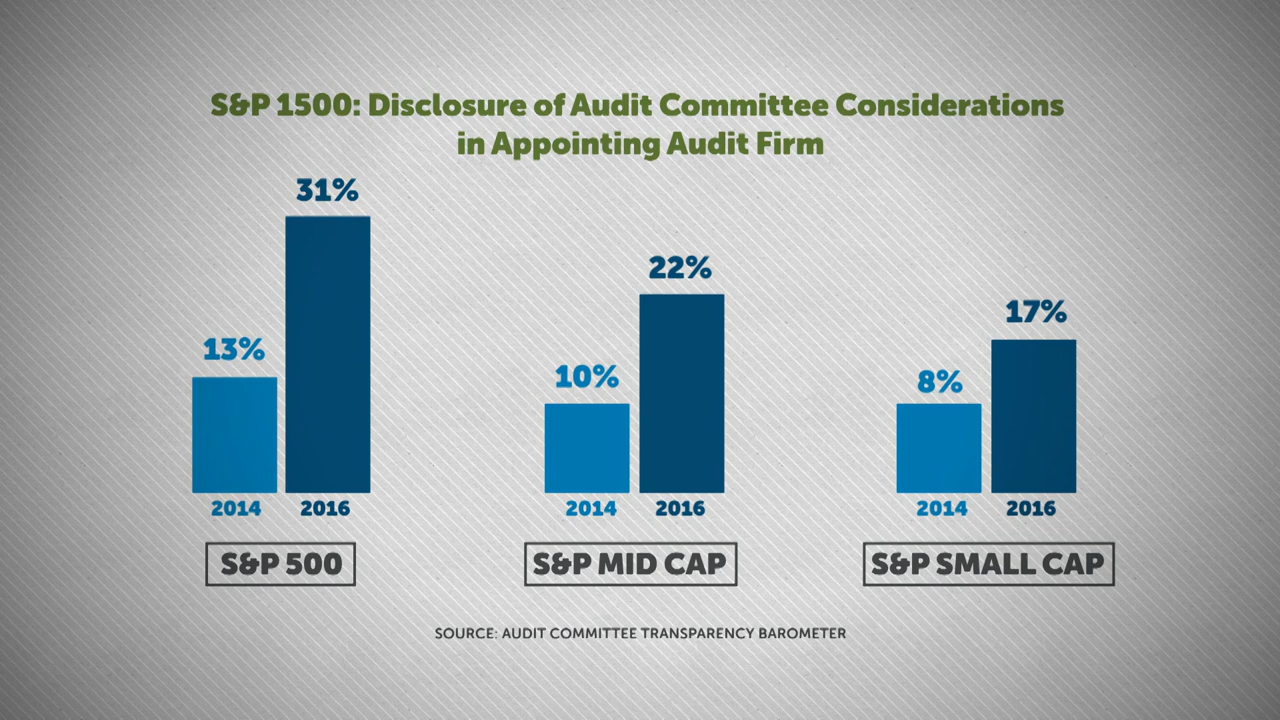 S&P 1500: Disclosure of Audit Committee Considerations
in Appointing Audit Firm
31%
13%
2014 2016
S&P 500
22%
10%
2014 2016
S&P MID CAP
17%
8%
2014 2016
S&P SMALL CAP
SOURCE: AUDIT COMMITTEE TRANSPARENCY BAROMETER